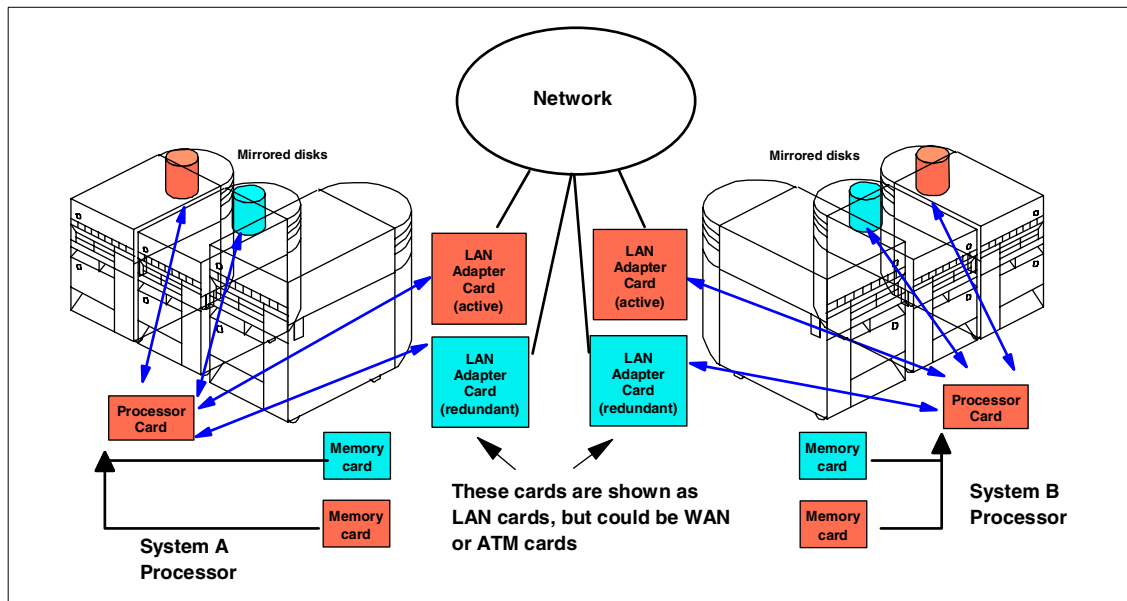 Network
Mirrored disks
Mirrored disks
LAN
Adapter
Card
(active)
LAN
Adapter
Card
(active)
LAN
Adapter
Card
(redundant)
LAN
Adapter
Card
(redundant)
Processor
Card
Processor
Card
Memory
card
Memory
card
These cards are shown as
LAN cards, but could be WAN
or ATM cards
Memory
card
Memory
card
System A
Processor
System B
Processor